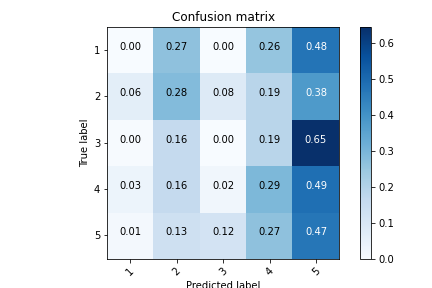 Confusion matrix
True label
1 0.00 0.27 0.00 0.26 0.48
2 0.06 0.28 0.08 0.19 0.38
3 0.00 0.16 0.00 0.19 0.65
4 0.03 0.16 0.02 0.29 0.49
5 0.01 0.13 0.12 0.27 0.47
1 2 3 4 5
Predicted label
0.6
0.5
0.4
0.3
0.2
0.1
0.0